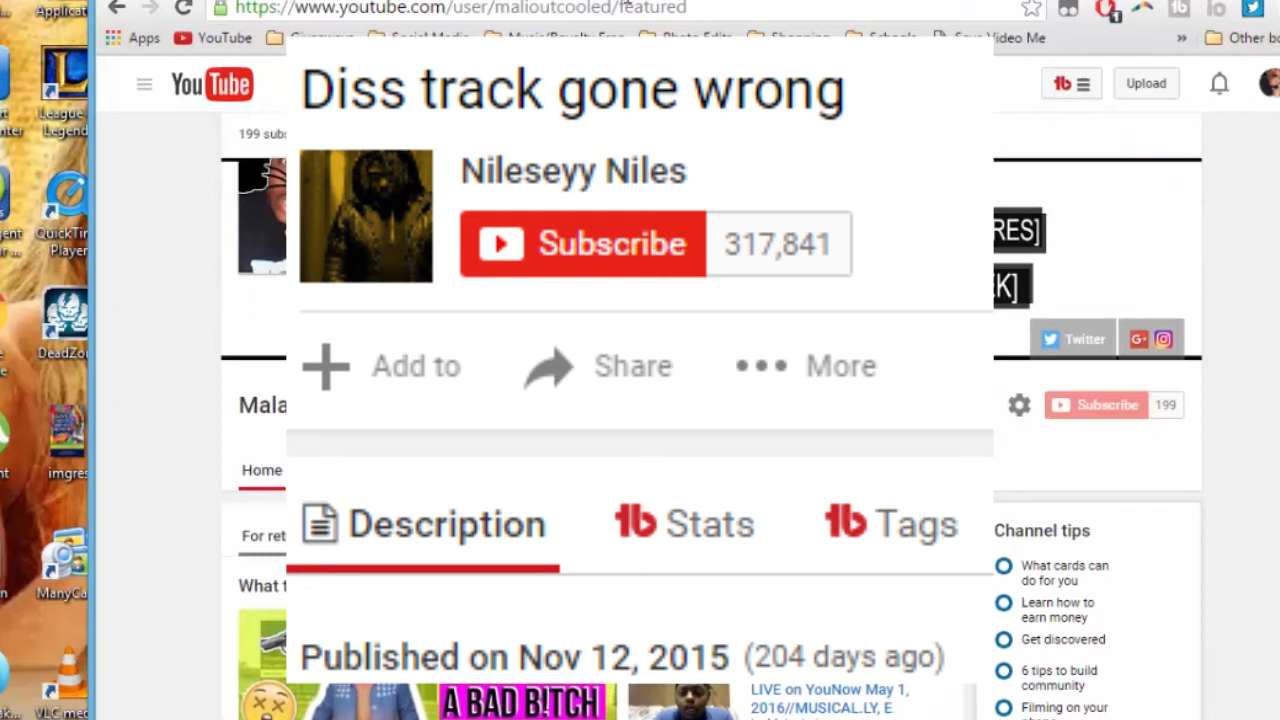 https://www.youtube.com/user/malioutcooled/featured
Apps YouTube Save Video Me Other bo
You Tube
Upload
199 subs
Diss track gone wrong
Nileseyy Niles
Subscribe 317,841
RES]
EK]
Twitter
G+
Add to Share More
Mala
Subscribe 199
Home
Description Stats Tags
Channel tips
For ret
What cards can
do for you
Learn how to
earn money
Get discovered
6 tips to build
community
Filming on your
What t
Published on Nov 12, 2015 (204 days ago)
A BAD B!TCH
LIVE on YouNow May 1,
2016//MUSICAL.LY, E
Applicat
League
Legend
QuickTir
Player
DeadZo
imgres
ManyCa
VLC med